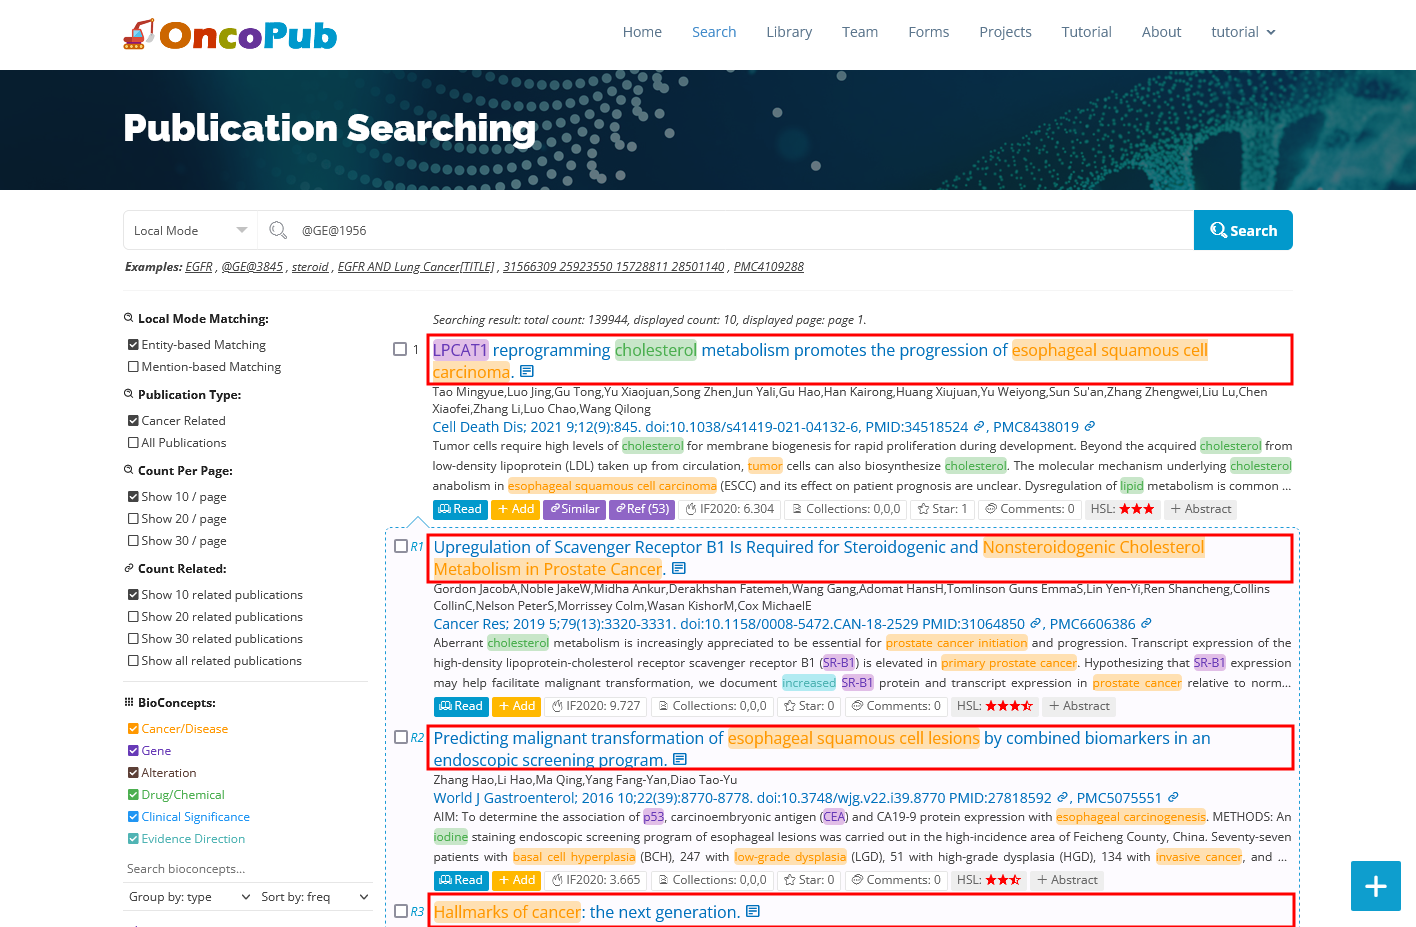 OncoPub
Home Search Library Team Forms Projects Tutorial About tutorial
Publication Searching
Local Mode @GE@1956 Search
Examples: EGFR , @GE@3845 , steroid , EGFR AND Lung Cancer[TITLE] , 31566309 25923550 15728811 28501140 , PMC4109288
Local Mode Matching:
Entity-based Matching
Mention-based Matching
Publication Type:
Cancer Related
All Publications
Count Per Page:
Show 10 / page
Show 20 / page
Show 30 / page
Count Related:
Show 10 related publications
Show 20 related publications
Show 30 related publications
Show all related publications
BioConcepts:
Cancer/Disease
Gene
Alteration
Drug/Chemical
Clinical Significance
Evidence Direction
Search bioconcepts...
Group by: type Sort by: freq
Searching result: total count: 139944, displayed count: 10, displayed page: page 1.
1 LPCAT1 reprogramming cholesterol metabolism promotes the progression of esophageal squamous cell
carcinoma.
Tao Mingyue,Luo Jing,Gu Tong,Yu Xiaojuan,Song Zhen,Jun Yali,Gu Hao,Han Kairong,Huang Xiujuan,Yu Weiyong,Sun Su'an,Zhang Zhengwei,Liu Lu,Chen
Xiaofei,Zhang Li,Luo Chao,Wang Qilong
Cell Death Dis; 2021 9;12(9):845. doi:10.1038/s41419-021-04132-6, PMID:34518524 , PMC8438019
Tumor cells require high levels of cholesterol for membrane biogenesis for rapid proliferation during development. Beyond the acquired cholesterol from
low-density lipoprotein (LDL) taken up from circulation, tumor cells can also biosynthesize cholesterol. The molecular mechanism underlying cholesterol
anabolism in esophageal squamous cell carcinoma (ESCC) and its effect on patient prognosis are unclear. Dysregulation of lipid metabolism is common ...
Read + Add Similar Ref (53) IF2020: 6.304 Collections: 0,0,0 Star: 1 Comments: 0 HSL: ★★★ + Abstract
R1 Upregulation of Scavenger Receptor B1 Is Required for Steroidogenic and Nonsteroidogenic Cholesterol
Metabolism in Prostate Cancer.
Gordon JacobA,Noble JakeW,Midha Ankur,Derakhshan Fatemeh,Wang Gang,Adomat HansH,Tomlinson Guns EmmaS,Lin Yen-Yi,Ren Shancheng,Collins
CollinC,Nelson PeterS,Morrissey Colm,Wasan KishorM,Cox MichaelE
Cancer Res; 2019 5;79(13):3320-3331. doi:10.1158/0008-5472.CAN-18-2529 PMID:31064850 , PMC6606386
Aberrant cholesterol metabolism is increasingly appreciated to be essential for prostate cancer initiation and progression. Transcript expression of the
high-density lipoprotein-cholesterol receptor scavenger receptor B1 (SR-B1) is elevated in primary prostate cancer. Hypothesizing that SR-B1 expression
may help facilitate malignant transformation, we document increased SR-B1 protein and transcript expression in prostate cancer relative to norm...
Read + Add IF2020: 9.727 Collections: 0,0,0 Star: 0 Comments: 0 HSL: + Abstract
R2 Predicting malignant transformation of esophageal squamous cell lesions by combined biomarkers in an
endoscopic screening program.
Zhang Hao,Li Hao,Ma Qing,Yang Fang-Yan,Diao Tao-Yu
World J Gastroenterol; 2016 10;22(39):8770-8778. doi:10.3748/wjg.v22.i39.8770 PMID:27818592 , PMC5075551
AIM: To determine the association of p53, carcinoembryonic antigen (CEA) and CA19-9 protein expression with esophageal carcinogenesis. METHODS: An
iodine staining endoscopic screening program of esophageal lesions was carried out in the high-incidence area of Feicheng County, China. Seventy-seven
patients with basal cell hyperplasia (BCH), 247 with low-grade dysplasia (LGD), 51 with high-grade dysplasia (HGD), 134 with invasive cancer, and ...
Read + Add IF2020: 3.665 Collections: 0,0,0 Star: 0 Comments: 0 HSL: + Abstract
R3 Hallmarks of cancer: the next generation.